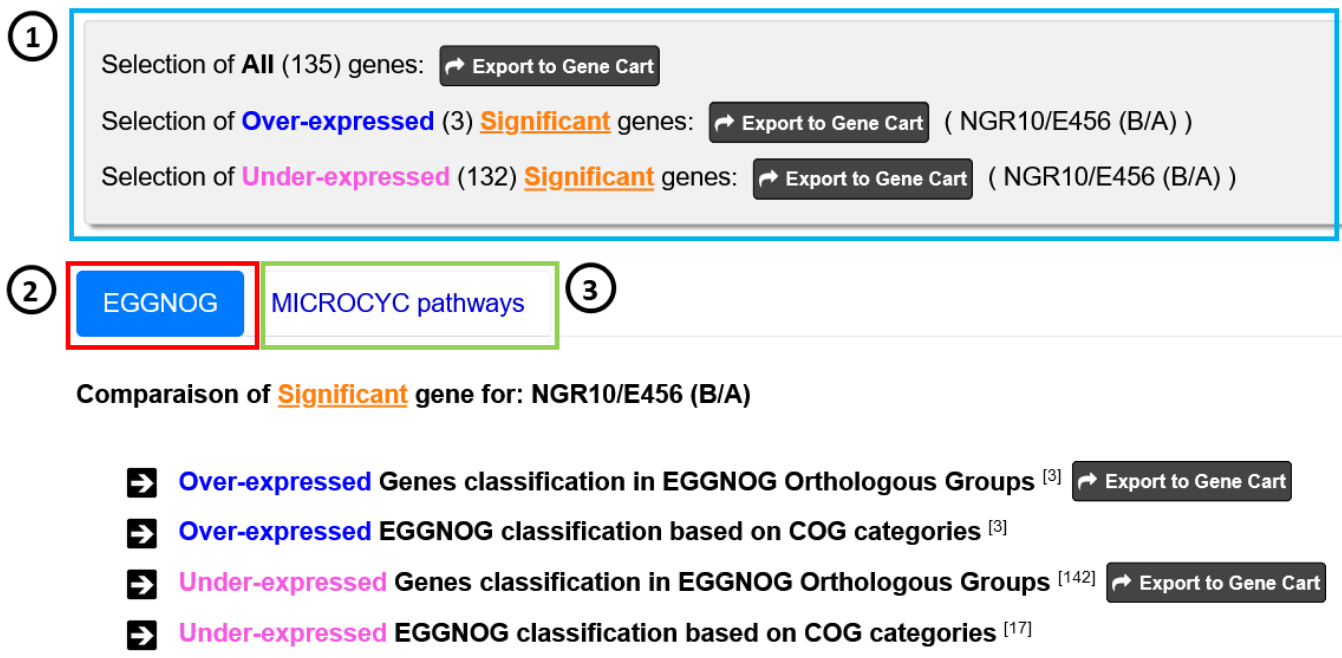 1
Selection of All (135) genes: Export to Gene Cart
Selection of Over-expressed (3) Significant genes: Export to Gene Cart ( NGR10/E456 (B/A) )
Selection of Under-expressed (132) Significant genes: Export to Gene Cart ( NGR10/E456 (B/A) )
2 EGGNOG MICROCYC pathways 3
Comparaison of Significant gene for: NGR10/E456 (B/A)
Over-expressed Genes classification in EGGNOG Orthologous Groups [3] Export to Gene Cart
Over-expressed EGGNOG classification based on COG categories [3]
Under-expressed Genes classification in EGGNOG Orthologous Groups [142] Export to Gene Cart
Under-expressed EGGNOG classification based on COG categories [17]